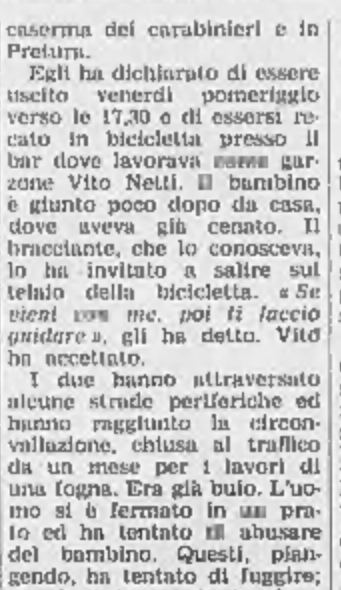 caserma dei carabinieri e in
Pretura.
Egli ha dichiarato di essere
uscito venerdì pomeriggio
verso le 17,30 e di essersi re-
cato in bicicletta presso il
bar dove lavorava come gar-
zone Vito Netti. Il bambino
è giunto poco dopo da casa,
dove aveva già cenato. Il
bracciante, che lo conosceva,
lo ha invitato a salire sul
telaio della bicicletta. « Se
vieni con me, poi ti faccio
guidare », gli ha detto. Vito
ha accettato.
I due hanno attraversato
alcune strade periferiche ed
hanno raggiunto la circon-
vallazione, chiusa al traffico
da un mese per i lavori di
una fogna. Era già buio. L'uo-
mo si è fermato in un pra-
to ed ha tentato di abusare
del bambino. Questi, pian-
gendo, ha tentato di fuggire;